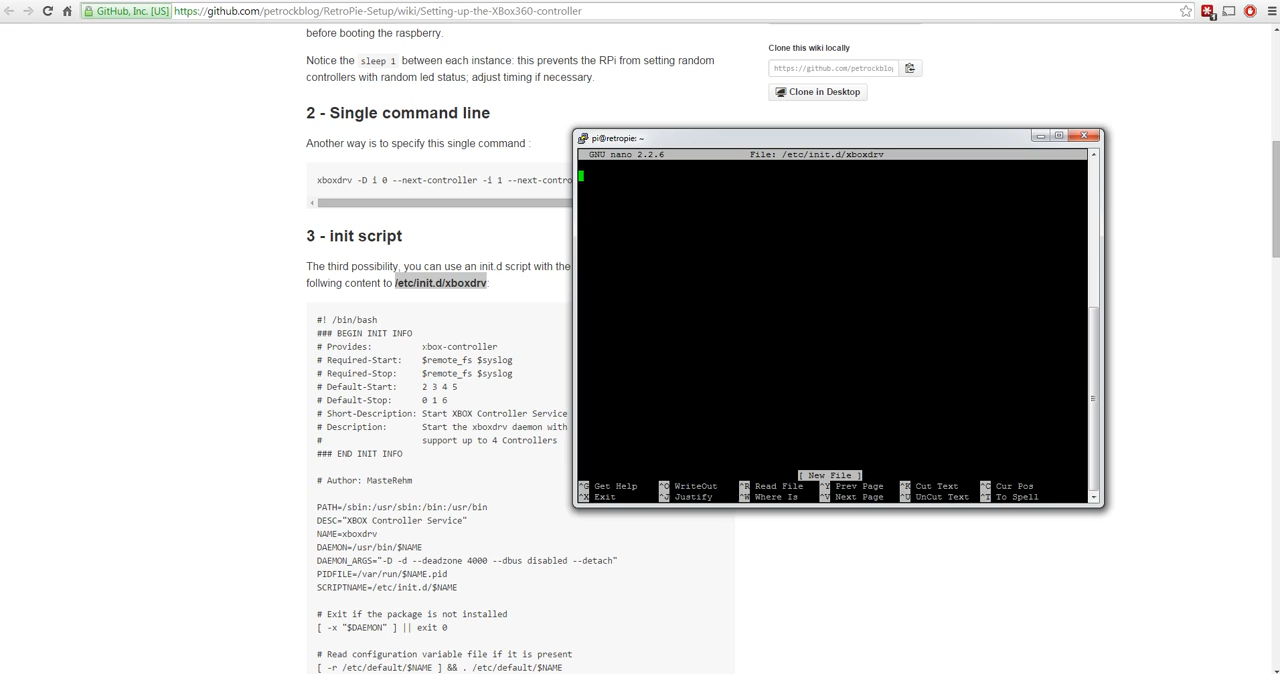 GitHub, Inc. [US] https://github.com/petrockblog/RetroPie-Setup/wiki/Setting-up-the-XBox360-controller
before booting the raspberry.
Notice the sleep 1 between each instance: this prevents the RPi from setting random
controllers with random led status; adjust timing if necessary.
Clone this wiki locally
https://github.com/petrockblo
Clone in Desktop
2 - Single command line
Another way is to specify this single command :
xboxdrv -D i 0 --next-controller -i 1 --next-contro
3 - init script
The third possibility, you can use an init.d script with the
follwing content to /etc/init.d/xboxdrv:
#! /bin/bash
### BEGIN INIT INFO
# Provides: xbox-controller
# Required-Start: $remote_fs $syslog
# Required-Stop: $remote_fs $syslog
# Default-Start: 2 3 4 5
# Default-Stop: 0 1 6
# Short-Description: Start XBOX Controller Service
# Description: Start the xboxdrv daemon with
# support up to 4 Controllers
### END INIT INFO
# Author: MasteRehm
PATH=/sbin:/usr/sbin:/bin:/usr/bin
DESC="XBOX Controller Service"
NAME=xboxdrv
DAEMON=/usr/bin/$NAME
DAEMON_ARGS="-D -d --deadzone 4000 --dbus disabled --detach"
PIDFILE=/var/run/$NAME.pid
SCRIPTNAME=/etc/init.d/$NAME
# Exit if the package is not installed
[ -x "$DAEMON" ] || exit 0
# Read configuration variable file if it is present
[ -r /etc/default/$NAME ] && . /etc/default/$NAME
pi@retropie: ~
GNU nano 2.2.6 File: /etc/init.d/xboxdrv
[ New File ]
^G Get Help ^O WriteOut ^R Read File ^Y Prev Page ^K Cut Text ^C Cur Pos
^X Exit ^J Justify ^W Where Is ^V Next Page ^U UnCut Text ^T To Spell